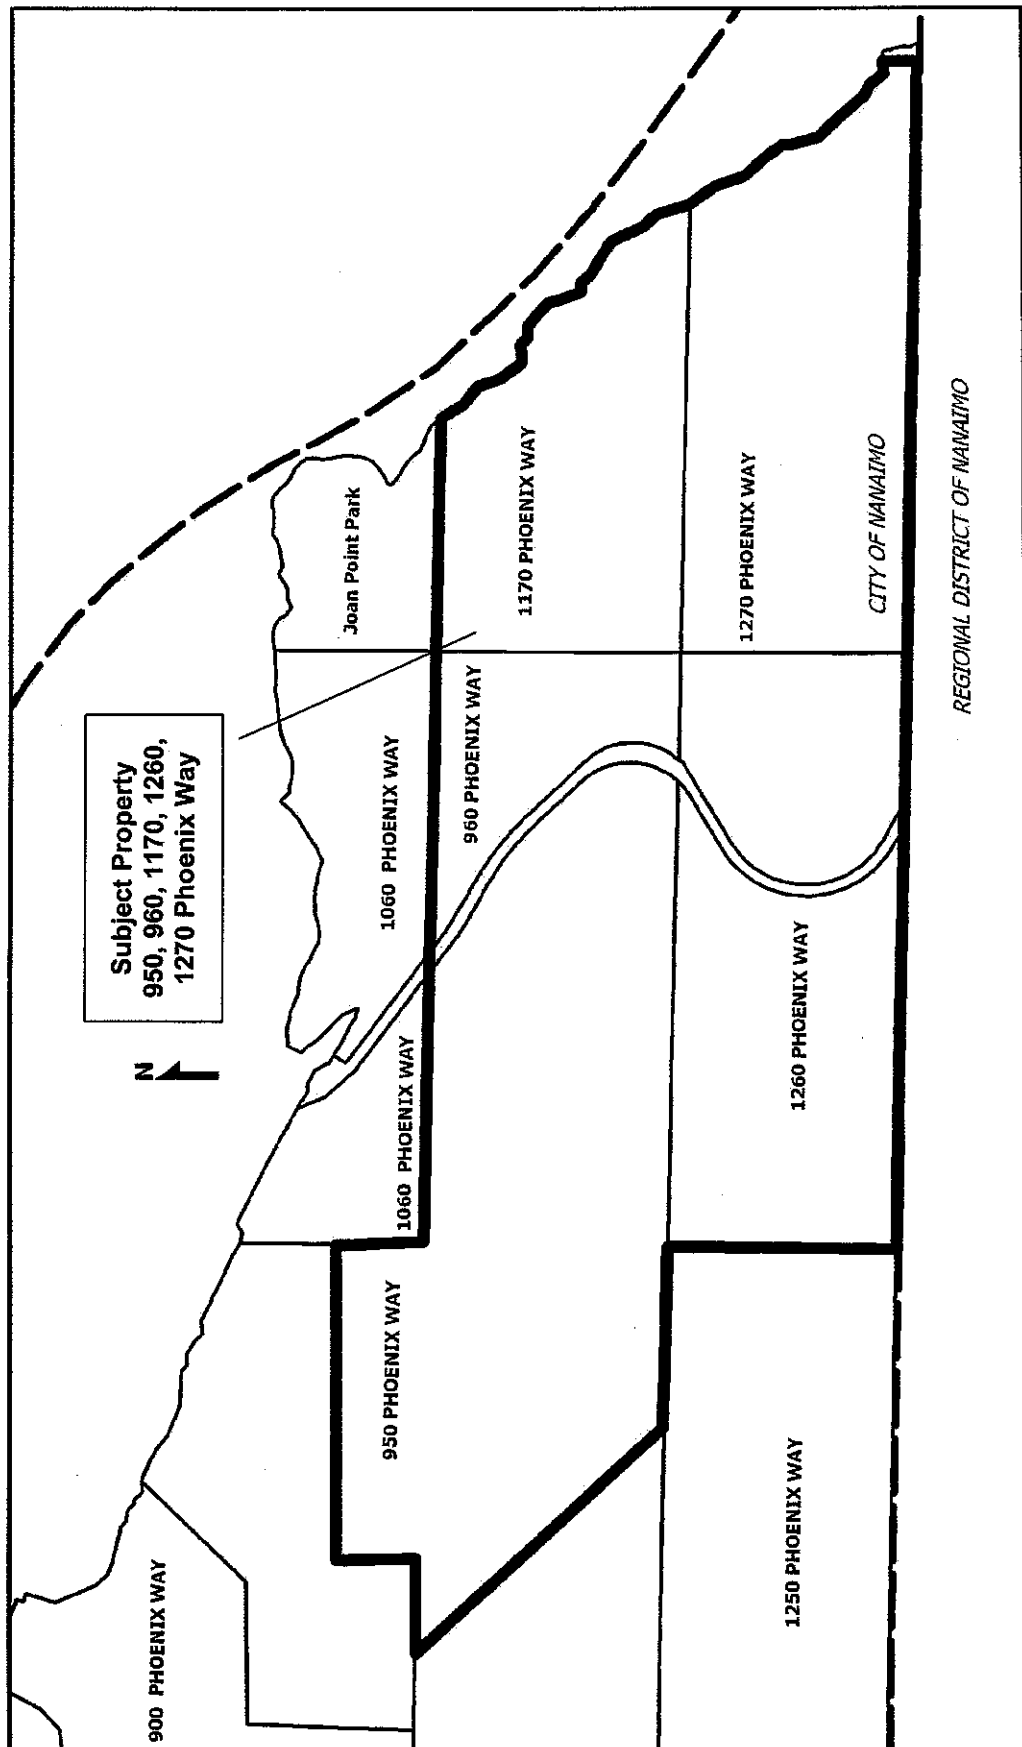 Subject Property
950, 960, 1170, 1260,
1270 Phoenix Way
N
900 PHOENIX WAY
950 PHOENIX WAY
1060 PHOENIX WAY
1060 PHOENIX WAY
Joan Point Park
960 PHOENIX WAY
1170 PHOENIX WAY
1250 PHOENIX WAY
1260 PHOENIX WAY
1270 PHOENIX WAY
CITY OF NANAIMO
REGIONAL DISTRICT OF NANAIMO